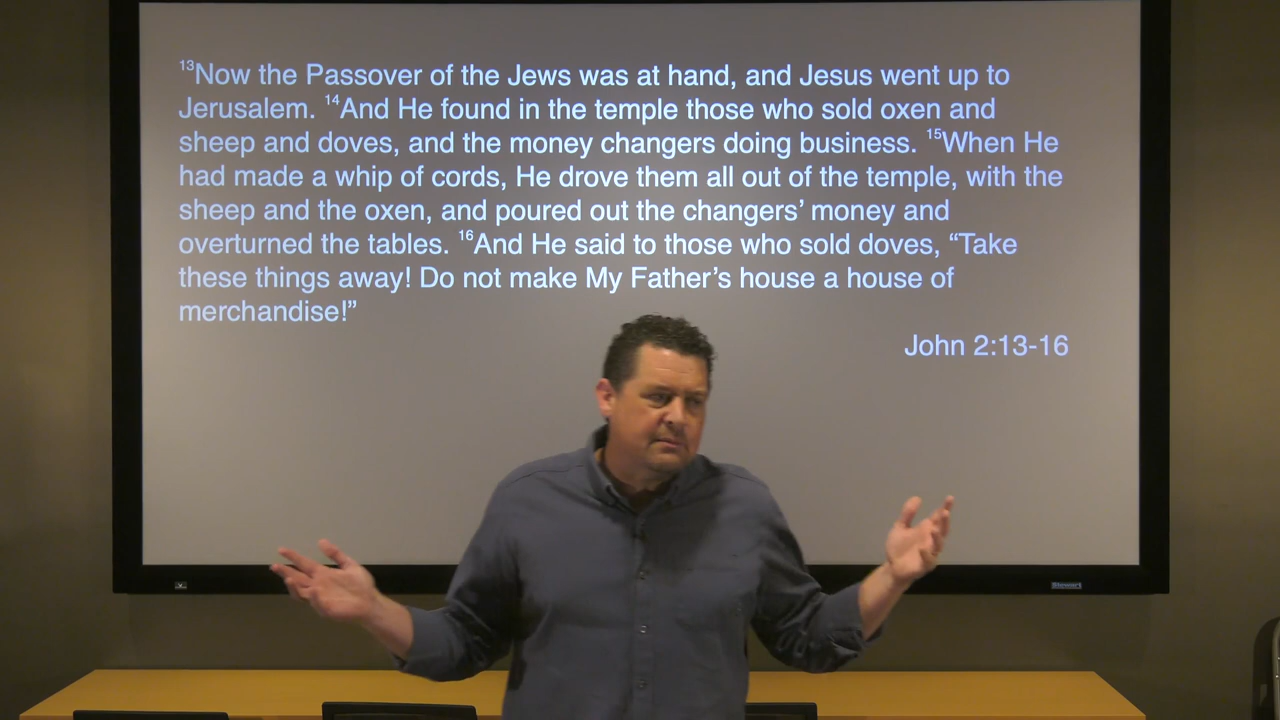 ¹³Now the Passover of the Jews was at hand, and Jesus went up to
Jerusalem. ¹⁴And He found in the temple those who sold oxen and
sheep and doves, and the money changers doing business. ¹⁵When He
had made a whip of cords, He drove them all out of the temple, with the
sheep and the oxen, and poured out the changers’ money and
overturned the tables. ¹⁶And He said to those who sold doves, “Take
these things away! Do not make My Father’s house a house of
merchandise!”
John 2:13-16
Stewart